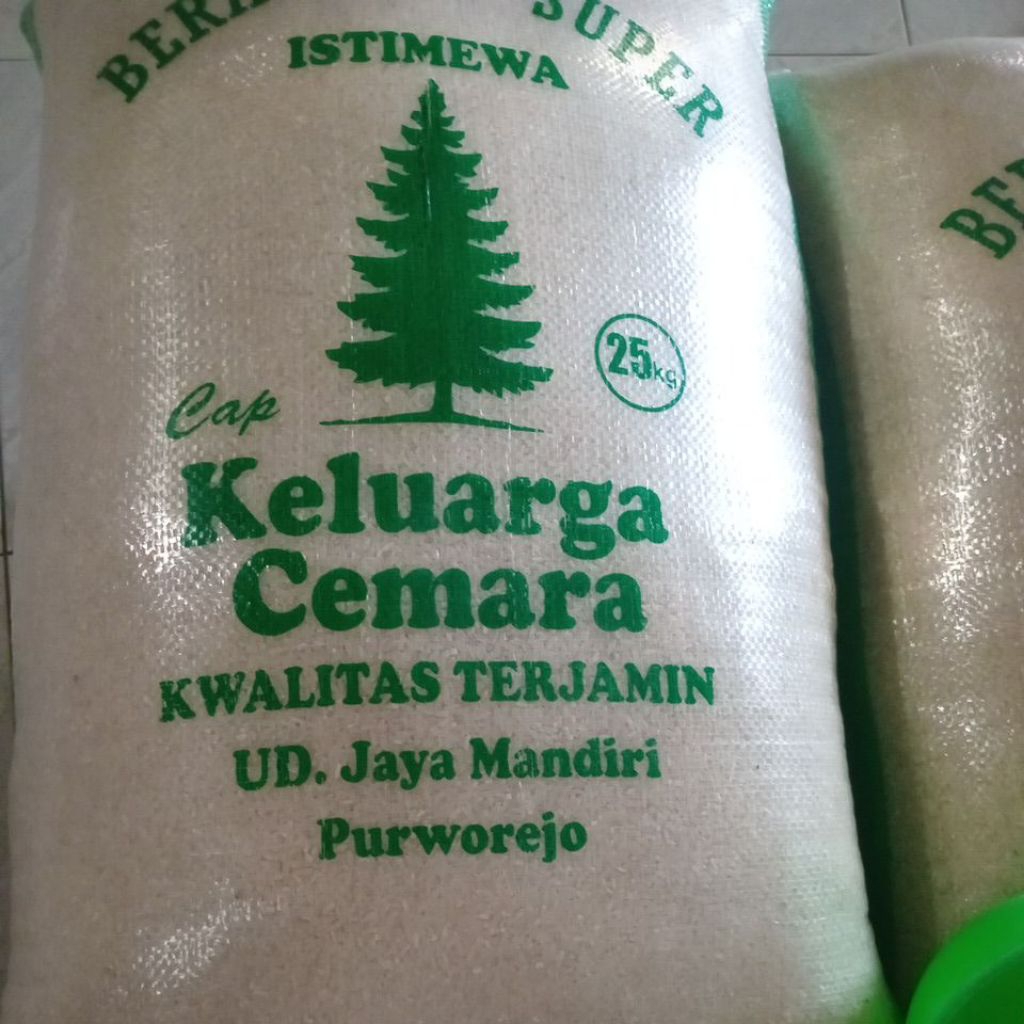 SUPER
ISTIMEWA
25kg
Cap
Keluarga
Cemara
KWALITAS TERJAMIN
UD. Jaya Mandiri
Purworejo